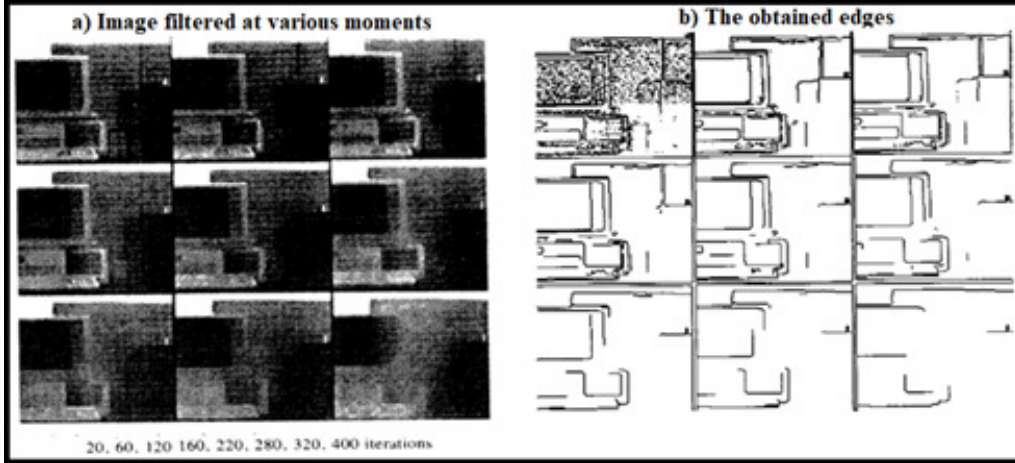 a) Image filtered at various moments
b) The obtained edges
20, 60, 120 160, 220, 280, 320, 400 iterations